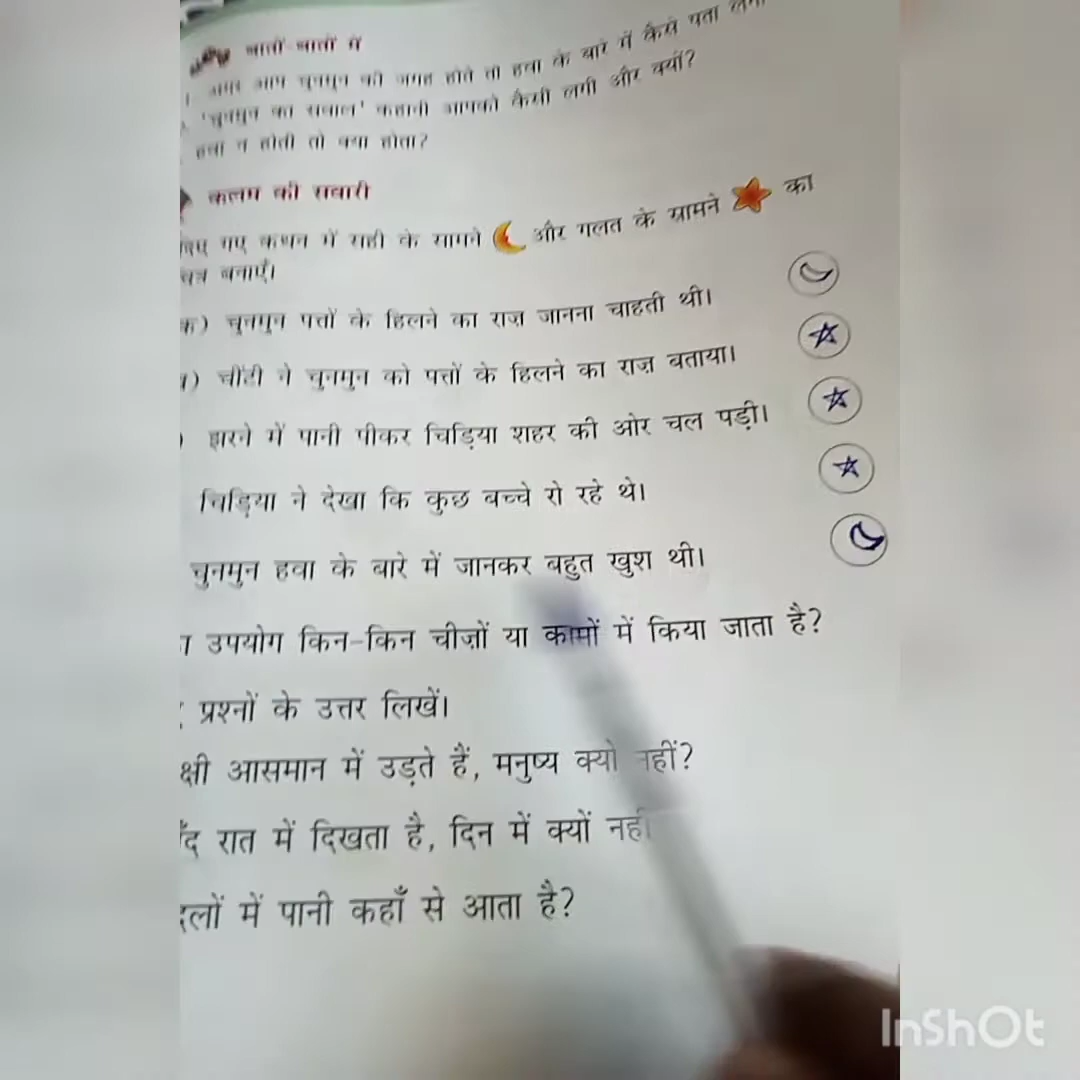 बातों-बातों में
अगर आप चुनमुन की जगह होते तो हवा के बारे में कैसे पता
'चुनमुन का सवाल' कहानी आपको कैसी लगी और क्यों?
हवा न होती तो क्या होता?
कलम की सवारी
दिए गए कथन में सही के सामने और गलत के सामने का
चित्र बनाएँ।
क) चुनमुन पत्तों के हिलने का राज़ जानना चाहती थी।
) चींटी ने चुनमुन को पत्तों के हिलने का राज़ बताया।
) झरने में पानी पीकर चिड़िया शहर की ओर चल पड़ी।
चिड़िया ने देखा कि कुछ बच्चे रो रहे थे।
चुनमुन हवा के बारे में जानकर बहुत खुश थी।
उपयोग किन-किन चीज़ों या कामों में किया जाता है?
प्रश्नों के उत्तर लिखें।
क्षी आसमान में उड़ते हैं, मनुष्य क्यों नहीं?
ँद रात में दिखता है, दिन में क्यों नहीं
दलों में पानी कहाँ से आता है?
InShOt